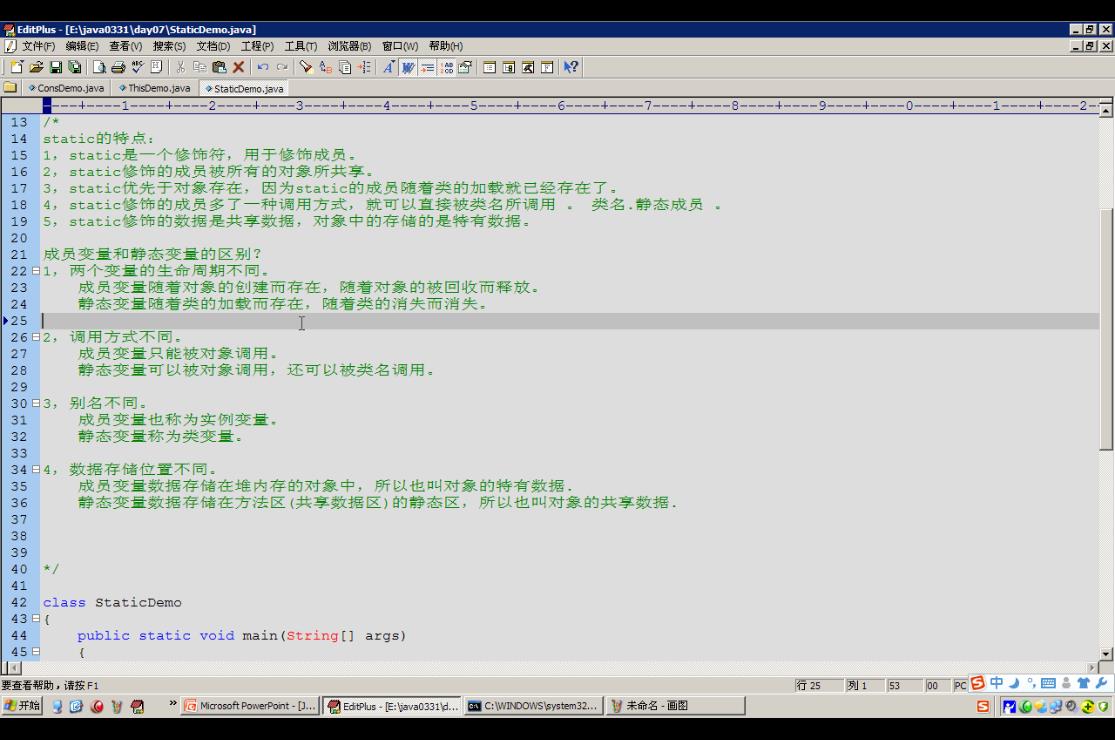 EditPlus - [E:\java0331\day07\StaticDemo.java]
文件(F) 编辑(E) 查看(V) 搜索(S) 文档(D) 工程(P) 工具(T) 浏览器(B) 窗口(W) 帮助(H)
ConsDemo.java ThisDemo.java StaticDemo.java
----+----1----+----2----+----3----+----4----+----5----+----6----+----7----+----8----+----9----+----0----+----1----+----2-
13 /*
14 static的特点：
15 1，static是一个修饰符，用于修饰成员。
16 2，static修饰的成员被所有的对象所共享。
17 3，static优先于对象存在，因为static的成员随着类的加载就已经存在了。
18 4，static修饰的成员多了一种调用方式，就可以直接被类名所调用 。 类名.静态成员 。
19 5，static修饰的数据是共享数据，对象中的存储的是特有数据。
20
21 成员变量和静态变量的区别？
22 1，两个变量的生命周期不同。
23 成员变量随着对象的创建而存在，随着对象的被回收而释放。
24 静态变量随着类的加载而存在，随着类的消失而消失。
25
26 2，调用方式不同。
27 成员变量只能被对象调用。
28 静态变量可以被对象调用，还可以被类名调用。
29
30 3，别名不同。
31 成员变量也称为实例变量。
32 静态变量称为类变量。
33
34 4，数据存储位置不同。
35 成员变量数据存储在堆内存的对象中，所以也叫对象的特有数据.
36 静态变量数据存储在方法区(共享数据区)的静态区，所以也叫对象的共享数据.
37
38
39
40 */
41
42 class StaticDemo
43 {
44 public static void main(String[] args)
45 {
要查看帮助，请按 F1 行 25 列 1 53 00 PC 中
开始 » Microsoft PowerPoint - [J... EditPlus - [E:\java0331\d... C:\WINDOWS\system32... 未命名 - 画图